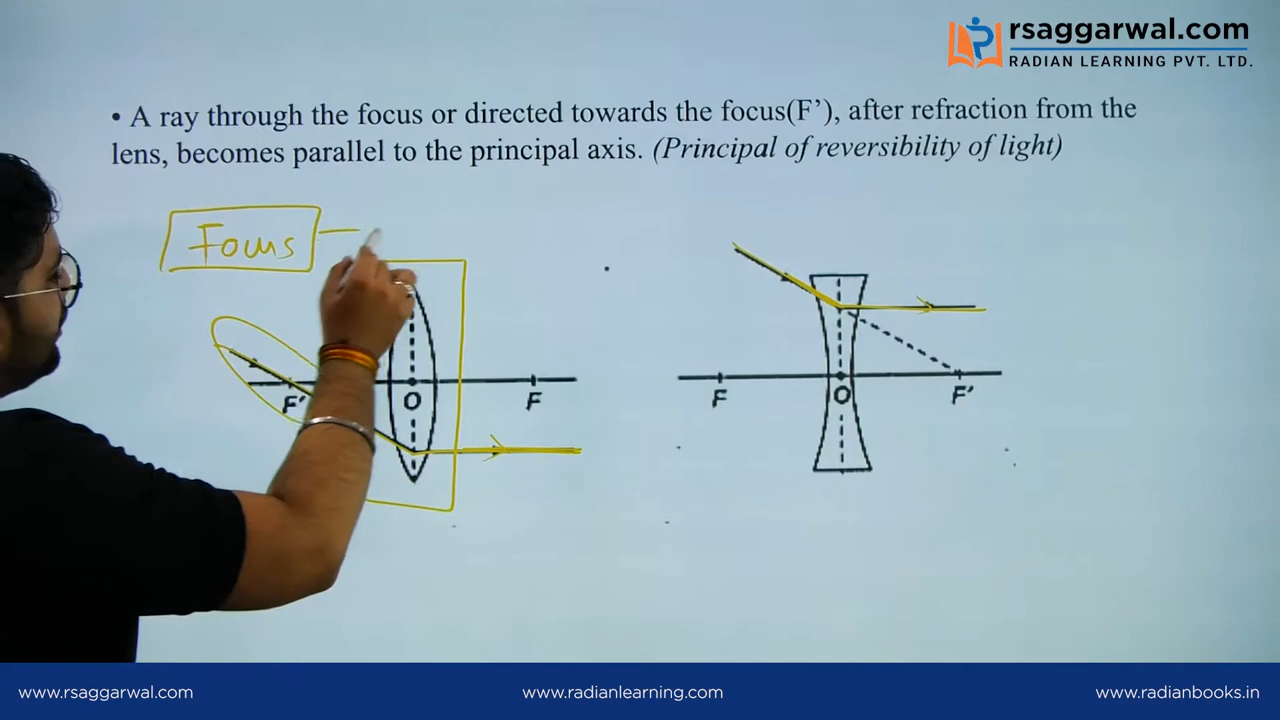 rsaggarwal.com
RADIAN LEARNING PVT. LTD.
• A ray through the focus or directed towards the focus(F’), after refraction from the
lens, becomes parallel to the principal axis. (Principal of reversibility of light)
Focus
F' O F
F O F'
www.rsaggarwal.com www.radianlearning.com www.radianbooks.in